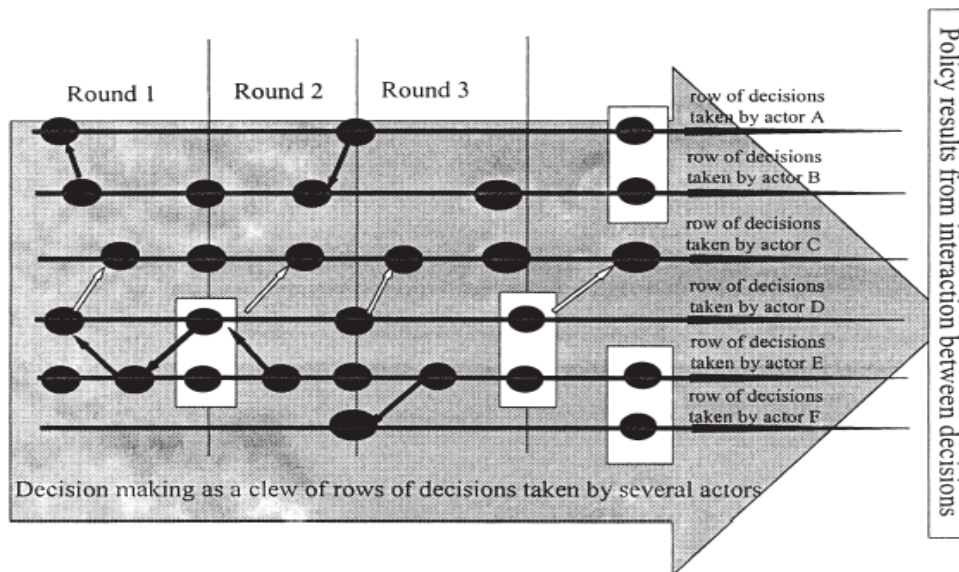 Round 1
Round 2
Round 3
row of decisions
taken by actor A
row of decisions
taken by actor B
row of decisions
taken by actor C
row of decisions
taken by actor D
row of decisions
taken by actor E
row of decisions
taken by actor F
Decision making as a clew of rows of decisions taken by several actors
Policy results from interaction between decisions